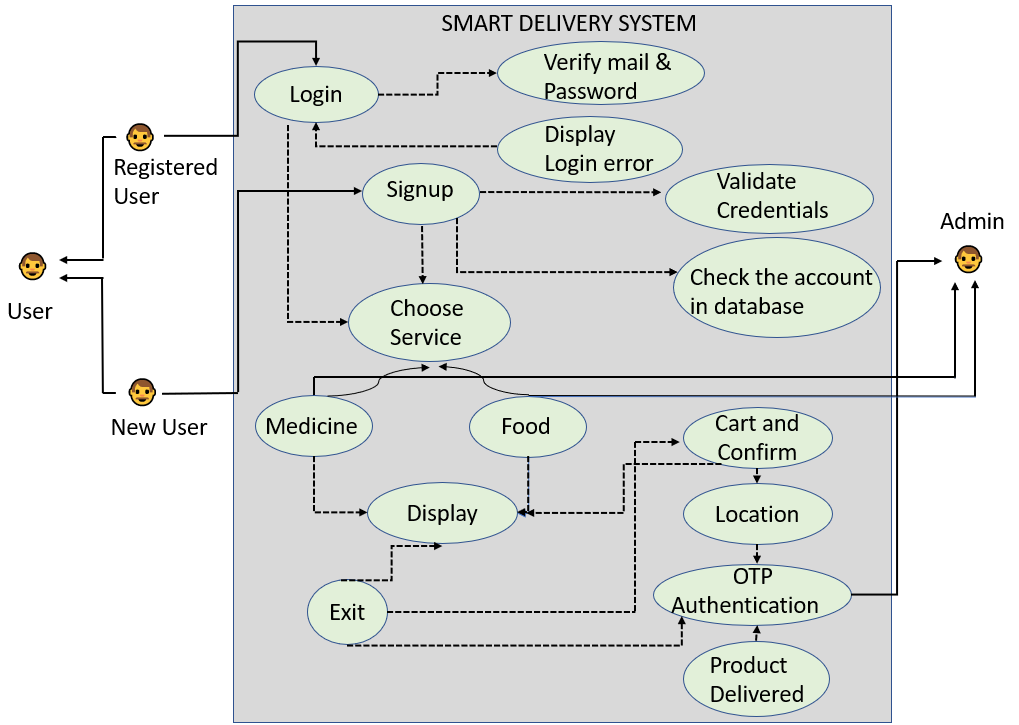 SMART DELIVERY SYSTEM
Login
Verify mail &
Password
Display
Login error
Registered
User
Signup
Validate
Credentials
Admin
User
Check the account
in database
Choose
Service
New User
Medicine
Food
Cart and
Confirm
Display
Location
OTP
Authentication
Exit
Product
Delivered